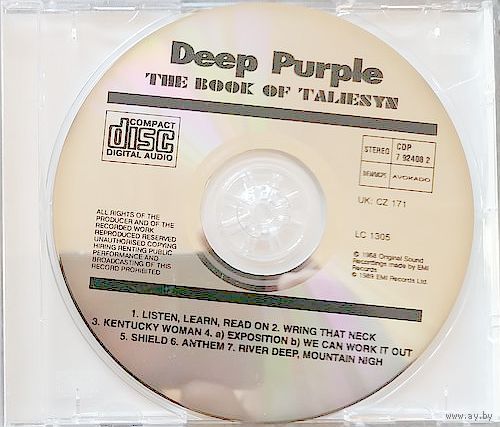 Deep Purple
THE BOOK OF TALIESYN
COMPACT
disc
DIGITAL AUDIO
STEREO
CDP
7 92408 2
AVOKADO
UK: CZ 171
LC 1305
ALL RIGHTS OF THE
PRODUCER AND OF THE
RECORDED WORK
REPRODUCED RESERVED
UNAUTHORISED COPYING
HIRING RENTING PUBLIC
PERFORMANCE AND
BROADCASTING OF THIS
RECORD PROHIBITED
℗ 1968 Original Sound
Recordings made by EMI
Records
© 1989 EMI Records Ltd.
1. LISTEN, LEARN, READ ON 2. WRING THAT NECK
3. KENTUCKY WOMAN 4. a) EXPOSITION b) WE CAN WORK IT OUT
5. SHIELD 6. ANTHEM 7. RIVER DEEP, MOUNTAIN NIGH
www.ay.by